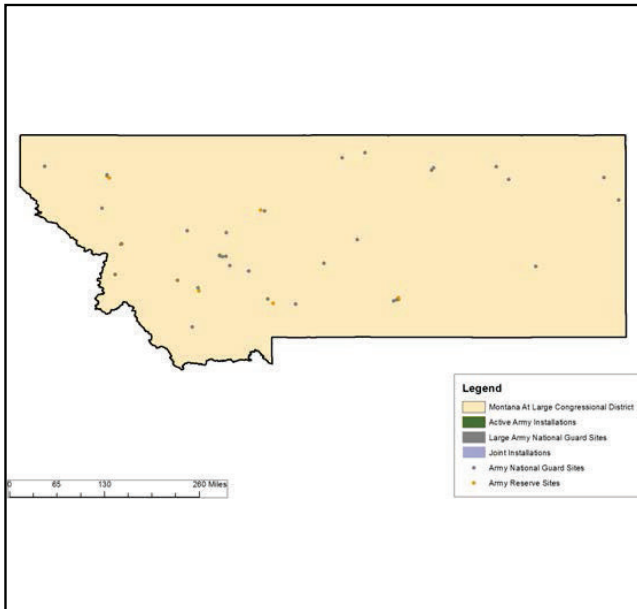 Legend
Montana At Large Congressional District
Active Army Installations
Large Army National Guard Sites
Joint Installations
Army National Guard Sites
Army Reserve Sites
0 65 130 260 Miles